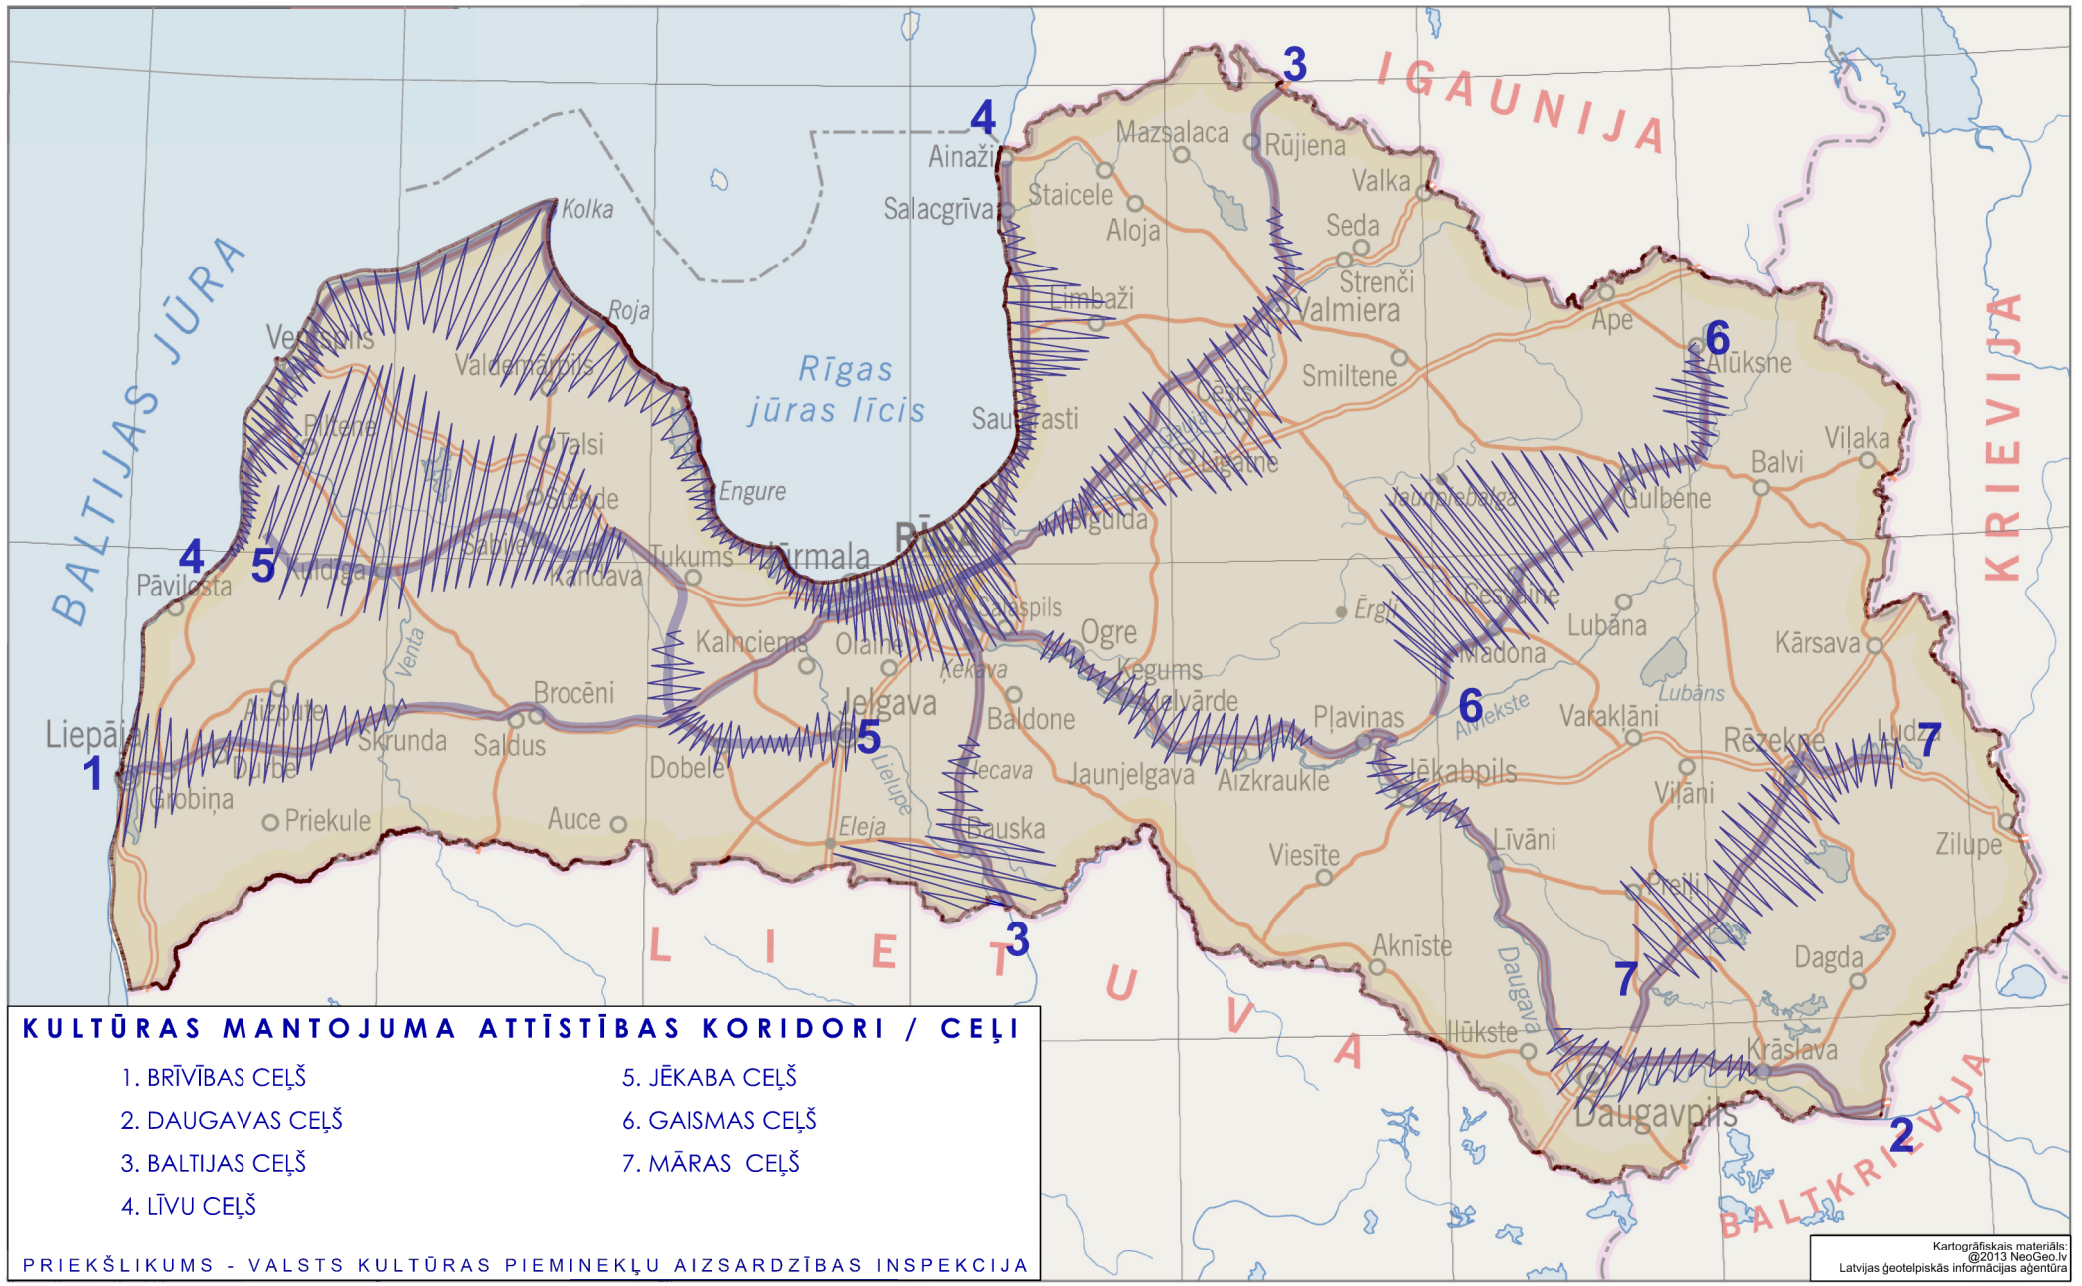 3
IGAUNIJA
4
Mazsalaca
Rūjiena
Ainaži
Valka
Staicele
Salacgrīva
Kolka
Aloja
Seda
Strenči
BALTIJAS JŪRA
Limbaži
Roja
Valmiera
Ape
6
Ventspils
Alūksne
Valdemārpils
Rīgas
jūras līcis
Smiltene
Cēsis
KRIEVIJA
Piltene
Saulkrasti
Talsi
Gauja
Viļaka
Balvi
Līgatne
Stende
Engure
Jaunpiebalga
Gulbene
Sigulda
RĪGA
4
5
Sabile
Kuldīga
Kandava
Tukums
Jūrmala
Pāvilosta
Salaspils
Ērgļi
Cesvaine
Lubāna
Venta
Kalnciems
Olaine
Ogre
Kārsava
Ķekava
Ķegums
Madona
Lubāns
Brocēni
Lielvārde
Aizpute
Jelgava
6
Liepāja
Baldone
Pļaviņas
Aiviekste
Varakļāni
Skrunda
Saldus
5
Rēzekne
Ludza
7
1
Durbe
Dobele
Iecava
Jaunjelgava
Aizkraukle
Jēkabpils
Grobiņa
Lielupe
Viļāni
Priekule
Auce
Eleja
Bauska
Līvāni
Viesīte
Zilupe
Preiļi
3
LIETUVA
Aknīste
Dagda
7
Daugava
Ilūkste
Krāslava
Daugavpils
2
BALTKRIEVIJA
KULTŪRAS MANTOJUMA ATTĪSTĪBAS KORIDORI / CEĻI
1. BRĪVĪBAS CEĻŠ
2. DAUGAVAS CEĻŠ
3. BALTIJAS CEĻŠ
4. LĪVU CEĻŠ
5. JĒKABA CEĻŠ
6. GAISMAS CEĻŠ
7. MĀRAS CEĻŠ
PRIEKŠLIKUMS - VALSTS KULTŪRAS PIEMINEKĻU AIZSARDZĪBAS INSPEKCIJA
Kartogrāfiskais materiāls:
@2013 NeoGeo.lv
Latvijas ģeotelpiskās informācijas aģentūra